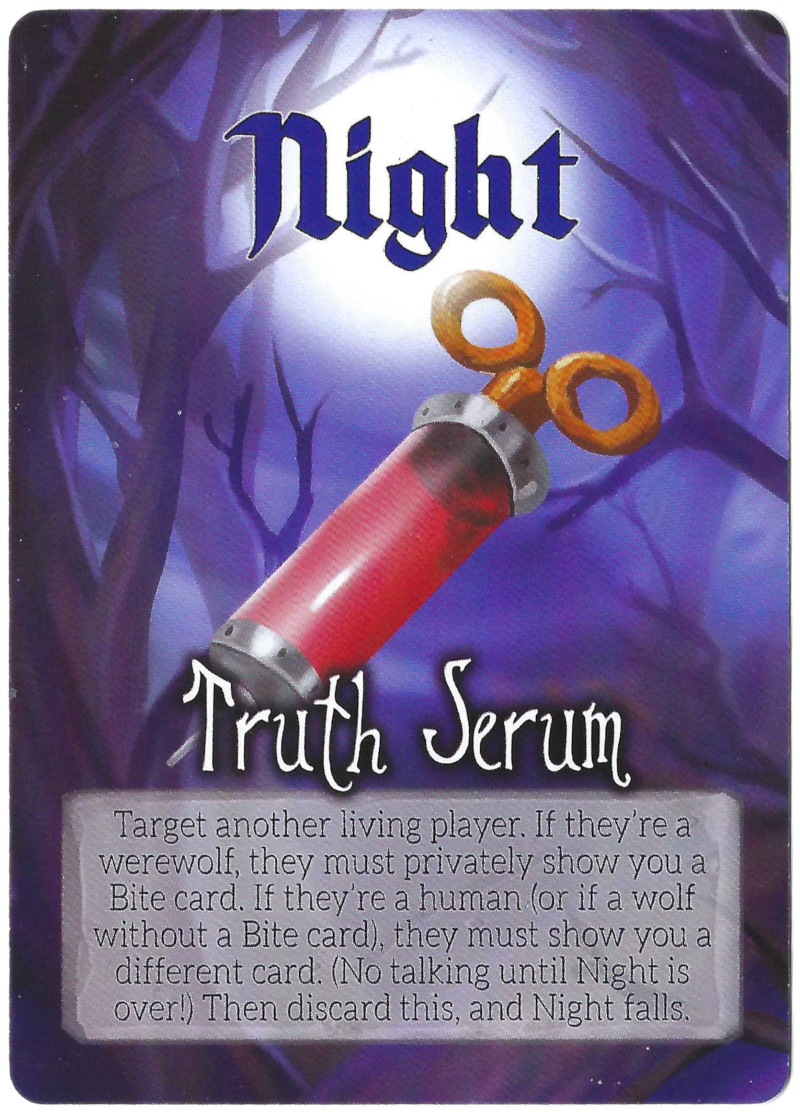 Night
Truth Serum
Target another living player. If they're a
werewolf, they must privately show you a
Bite card. If they're a human (or if a wolf
without a Bite card), they must show you a
different card. (No talking until Night is
over!) Then discard this, and Night falls.